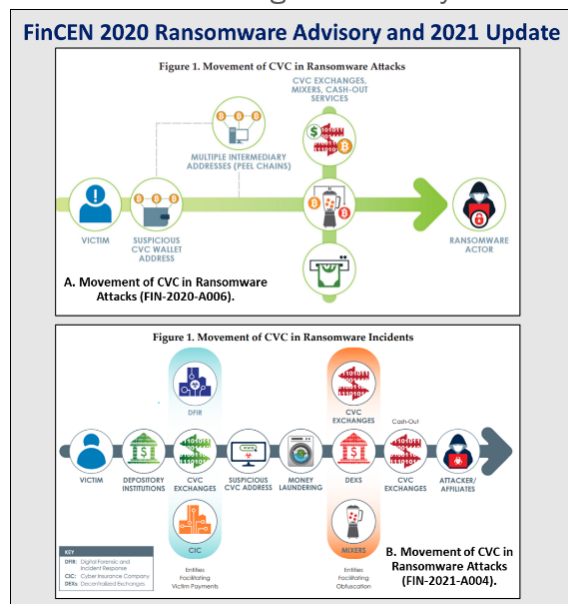 FinCEN 2020 Ransomware Advisory and 2021 Update
Figure 1. Movement of CVC in Ransomware Attacks
CVC EXCHANGES,
MIXERS, CASH-OUT
SERVICES
MULTIPLE INTERMEDIARY
ADDRESSES (PEEL CHAINS)
VICTIM
SUSPICIOUS
CVC WALLET
ADDRESS
RANSOMWARE
ACTOR
A. Movement of CVC in Ransomware
Attacks (FIN-2020-A006).
Figure 1. Movement of CVC in Ransomware Incidents
DFIR
CVC
EXCHANGES
Cash-Out
VICTIM
DEPOSITORY
INSTITUTIONS
CVC
EXCHANGES
SUSPICIOUS
CVC ADDRESS
MONEY
LAUNDERING
DEXS
CVC
EXCHANGES
ATTACKER/
AFFILIATES
KEY
DFIR: Digital Forensic and
Incident Response
CIC: Cyber Insurance Company
DEXs: Decentralized Exchanges
CIC
MIXERS
Entities
Facilitating
Victim Payments
Entities
Facilitating
Obfuscation
B. Movement of CVC in
Ransomware Attacks
(FIN-2021-A004).